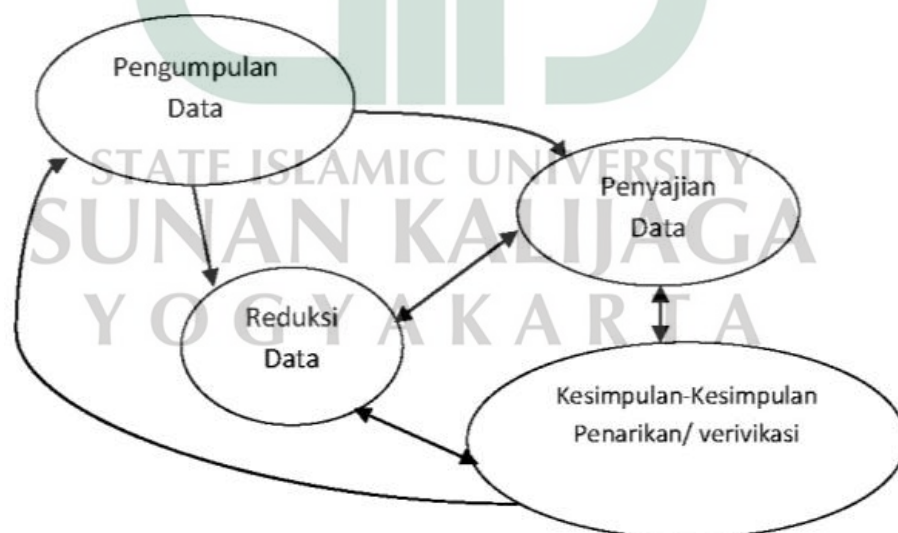 Pengumpulan
Data
STATE ISLAMIC UNIVERSITY
Penyajian
Data
SUNAN KALIJAGA
Reduksi
Data
YOGYAKARTA
Kesimpulan-Kesimpulan
Penarikan/ verivikasi